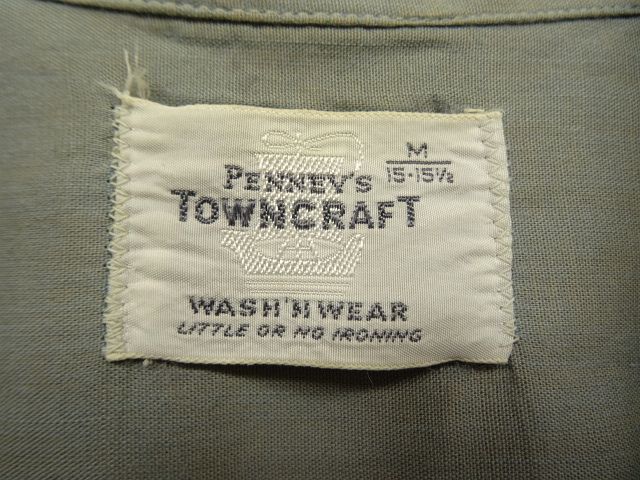 PENNEY'S
TOWNCRAFT
M
15-15½
WASH'N WEAR
LITTLE OR NO IRONING